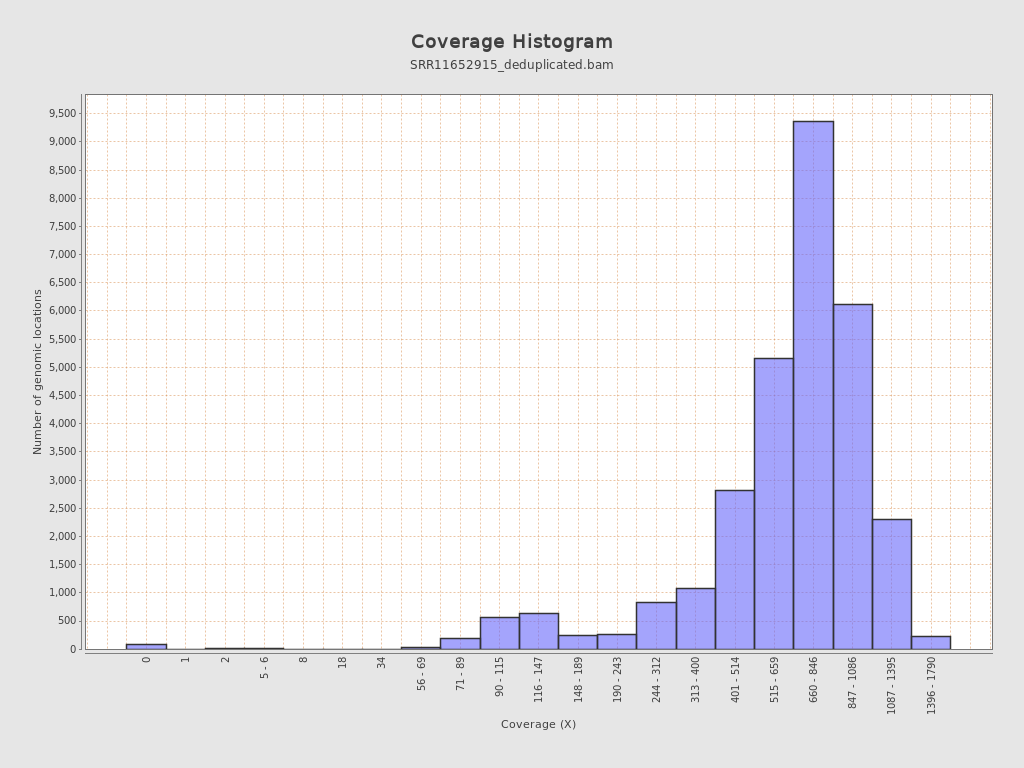 Coverage Histogram
SRR11652915_deduplicated.bam
Number of genomic locations
9,500
9,000
8,500
8,000
7,500
7,000
6,500
6,000
5,500
5,000
4,500
4,000
3,500
3,000
2,500
2,000
1,500
1,000
500
0
0
1
2
5 - 6
8
18
34
56 - 69
71 - 89
90 - 115
116 - 147
148 - 189
190 - 243
244 - 312
313 - 400
401 - 514
515 - 659
660 - 846
847 - 1086
1087 - 1395
1396 - 1790
Coverage (X)